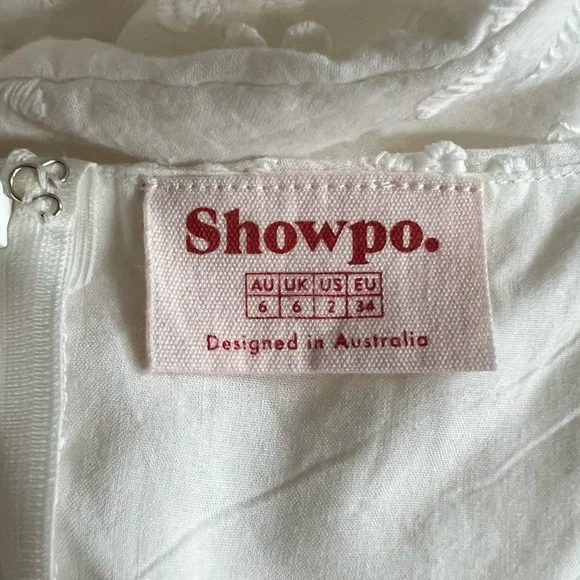 Showpo.
AU UK US EU
6 6 2 34
Designed in Australia